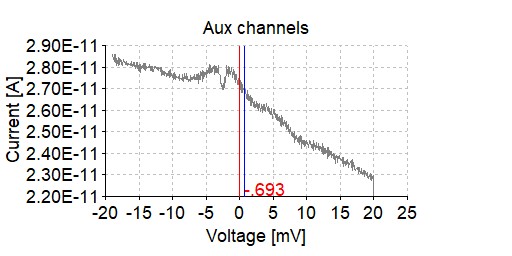 Aux channels
2.90E-11
2.80E-11
2.70E-11
2.60E-11
2.50E-11
2.40E-11
2.30E-11
2.20E-11
Current [A]
-.693
-20 -15 -10 -5 0 5 10 15 20 25
Voltage [mV]